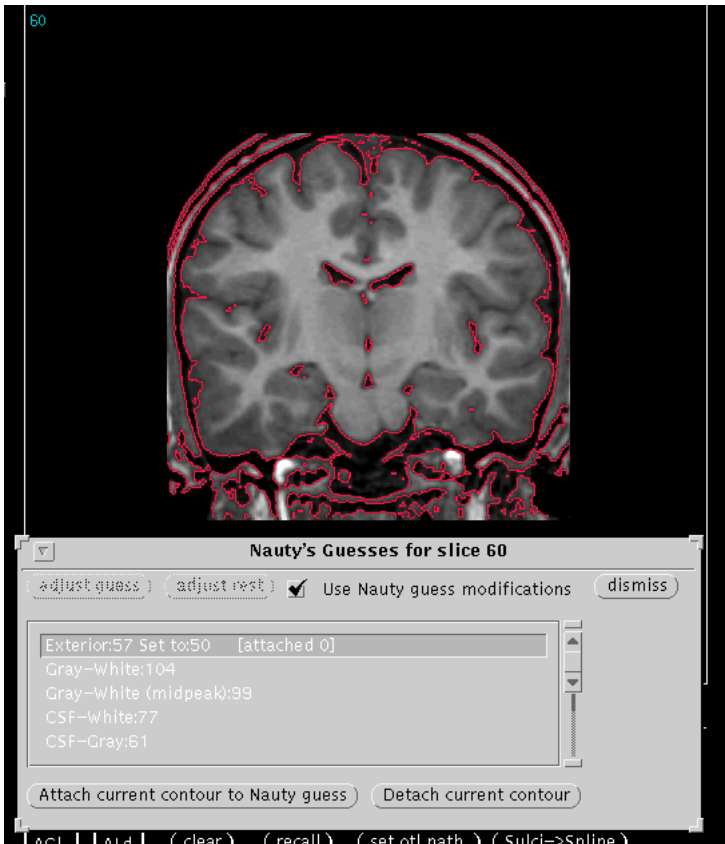 60
Nauty's Guesses for slice 60
adjust guess adjust rest Use Nauty guess modifications dismiss
Exterior:57 Set to:50 [attached 0]
Gray-White:104
Gray-White (midpeak):99
CSF-White:77
CSF-Gray:61
Attach current contour to Nauty guess Detach current contour
(clear) (recall) (set otl path) (Sulci->Spline)